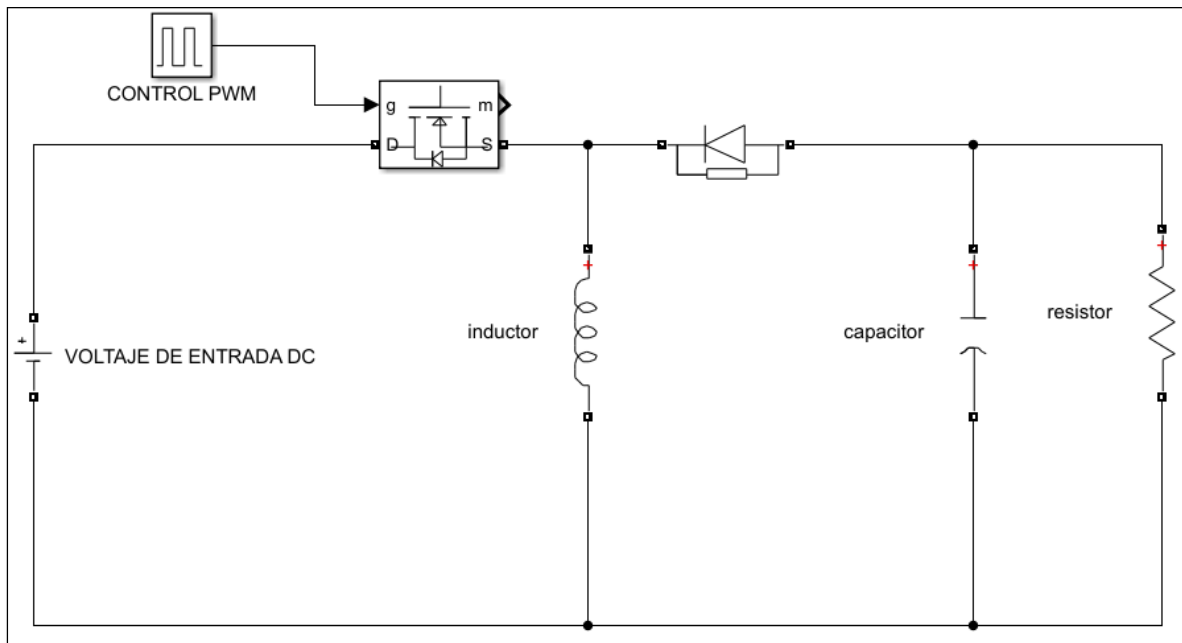 CONTROL PWM
g
m
D
S
+
+
+
+
inductor
capacitor
resistor
VOLTAJE DE ENTRADA DC